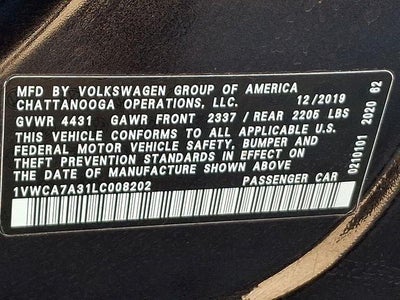 MFD BY VOLKSWAGEN GROUP OF AMERICA
CHATTANOOGA OPERATIONS, LLC. 12/2019
GVWR 4431 GAWR FRONT 2337 / REAR 2205 LBS
THIS VEHICLE CONFORMS TO ALL APPLICABLE U.S.
FEDERAL MOTOR VEHICLE SAFETY, BUMPER AND
THEFT PREVENTION STANDARDS IN EFFECT ON
THE DATE OF MANUFACTURE SHOWN ABOVE
1VWCA7A31LC008202 PASSENGER CAR
0210101 2020 62